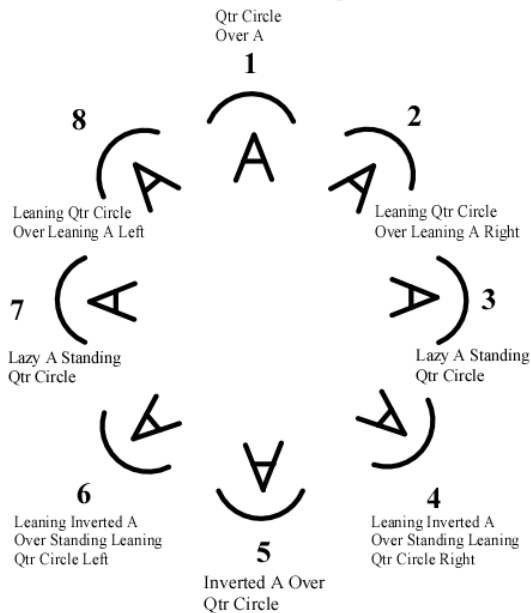 Qtr Circle
Over A
1
8
2
A
A
A
Leaning Qtr Circle
Over Leaning A Left
Leaning Qtr Circle
Over Leaning A Right
7
A
A
3
Lazy A Standing
Qtr Circle
Lazy A Standing
Qtr Circle
A
A
A
6
4
Leaning Inverted A
Over Standing Leaning
Qtr Circle Left
Leaning Inverted A
Over Standing Leaning
Qtr Circle Right
5
Inverted A Over
Qtr Circle